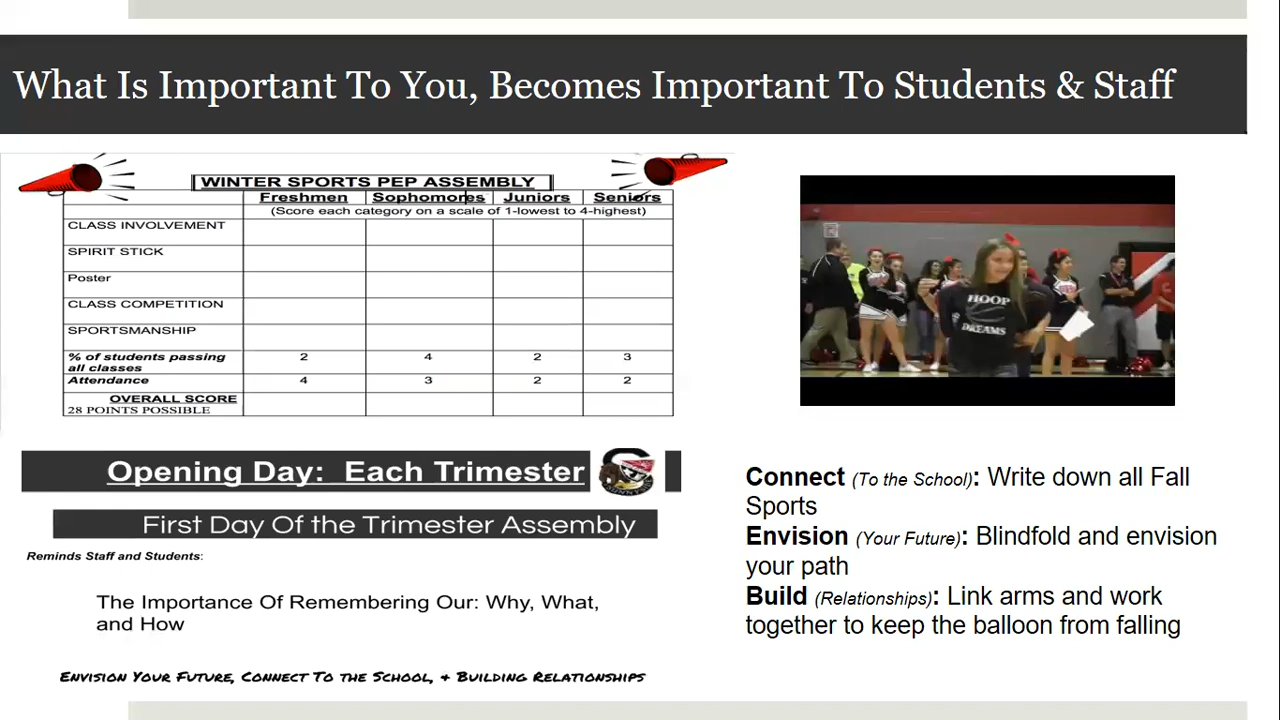 What Is Important To You, Becomes Important To Students & Staff
WINTER SPORTS PEP ASSEMBLY
Freshmen Sophomores Juniors Seniors
(Score each category on a scale of 1-lowest to 4-highest)
CLASS INVOLVEMENT
SPIRIT STICK
Poster
CLASS COMPETITION
SPORTSMANSHIP
% of students passing
all classes 2 4 2 3
Attendance 4 3 2 2
OVERALL SCORE
28 POINTS POSSIBLE
HOOP
DREAMS
Opening Day: Each Trimester
First Day Of the Trimester Assembly
Reminds Staff and Students:
The Importance Of Remembering Our: Why, What,
and How
Envision Your Future, Connect To the School, & Building Relationships
Connect (To the School): Write down all Fall
Sports
Envision (Your Future): Blindfold and envision
your path
Build (Relationships): Link arms and work
together to keep the balloon from falling